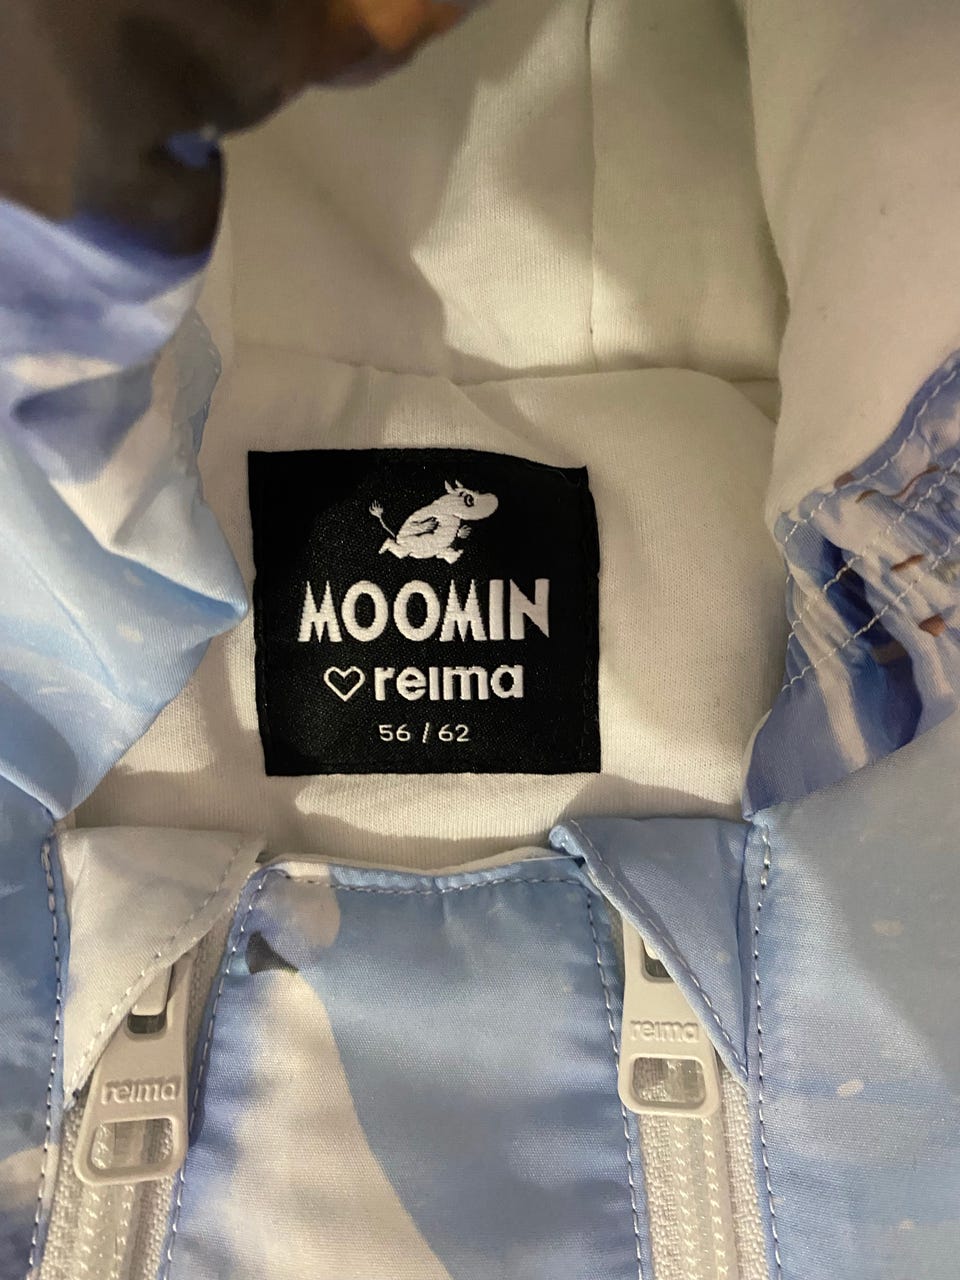 MOOMIN
♡ reima
56 / 62
reima
reima